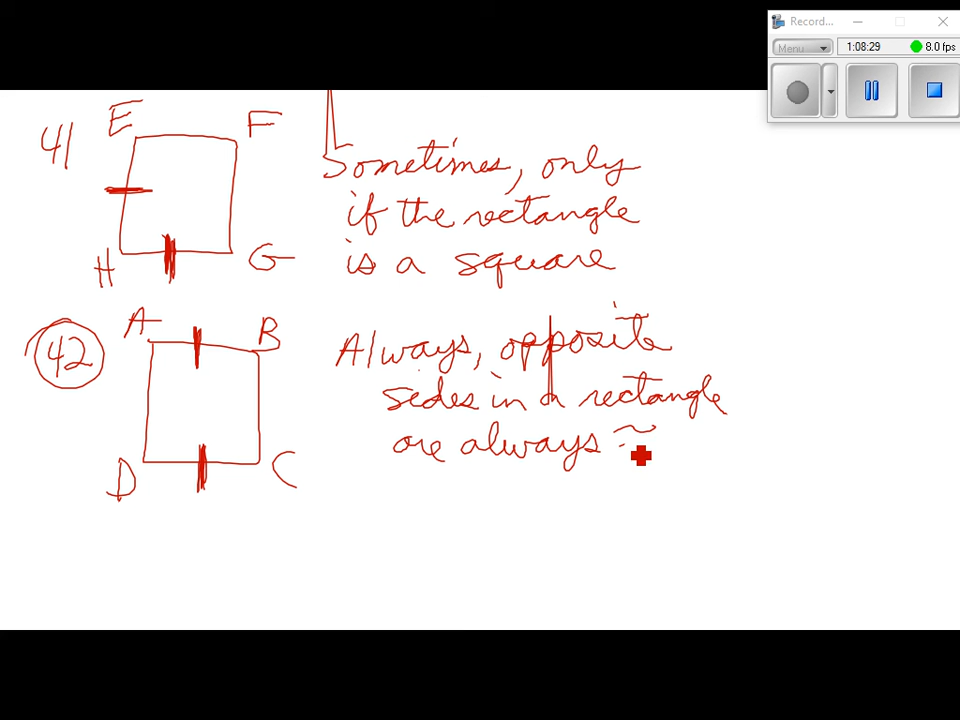 Record...
Menu
1:08:29
8.0 fps
41
E
F
H
G
Sometimes, only
if the rectangle
is a square
42
A
B
D
C
Always, opposite
sides in a rectangle
are always ≅